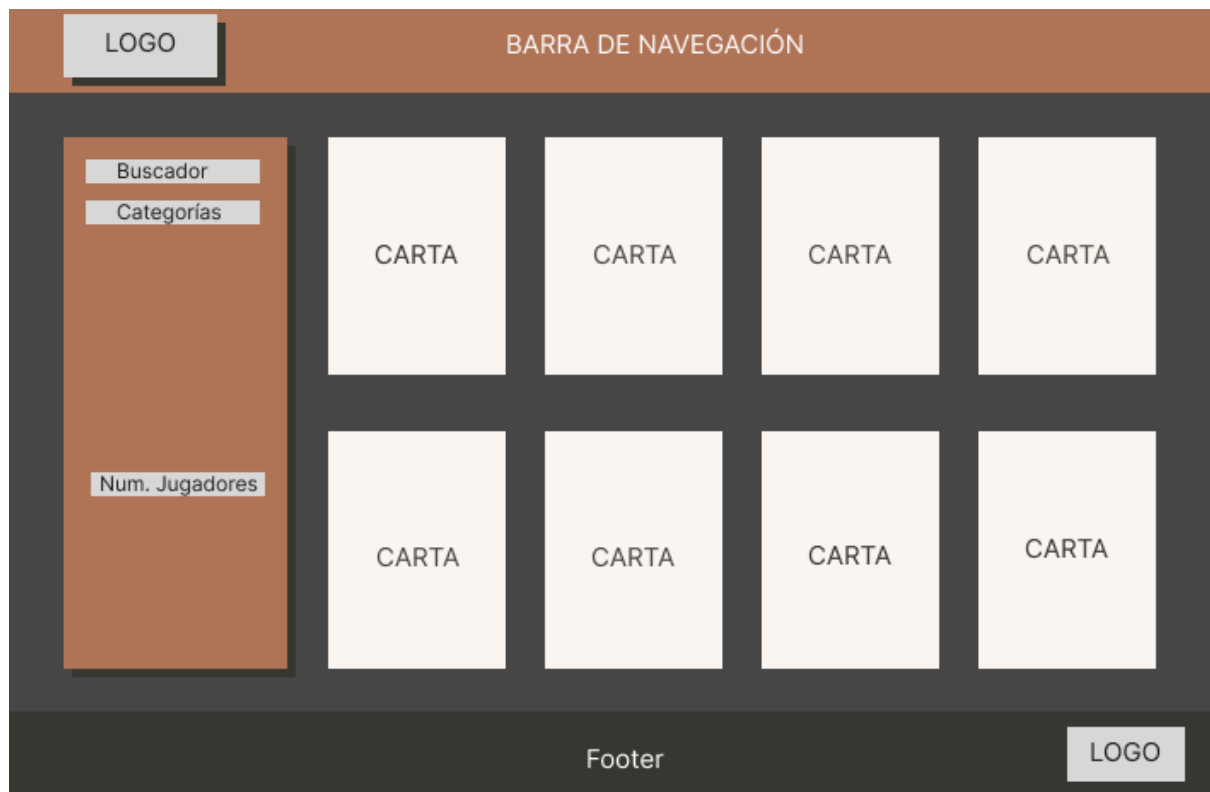 LOGO
BARRA DE NAVEGACIÓN
Buscador
Categorías
Num. Jugadores
CARTA
CARTA
CARTA
CARTA
CARTA
CARTA
CARTA
CARTA
Footer
LOGO